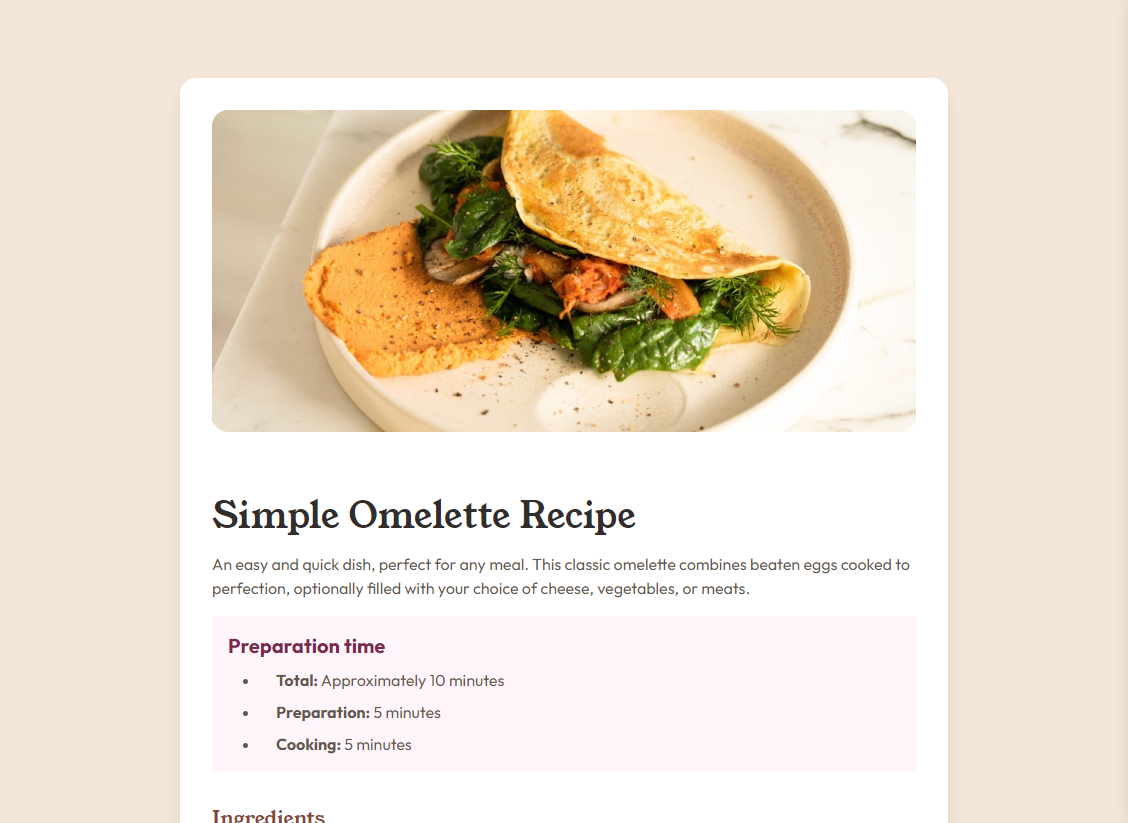 Simple Omelette Recipe
An easy and quick dish, perfect for any meal. This classic omelette combines beaten eggs cooked to
perfection, optionally filled with your choice of cheese, vegetables, or meats.
Preparation time
• Total: Approximately 10 minutes
• Preparation: 5 minutes
• Cooking: 5 minutes
Ingredients